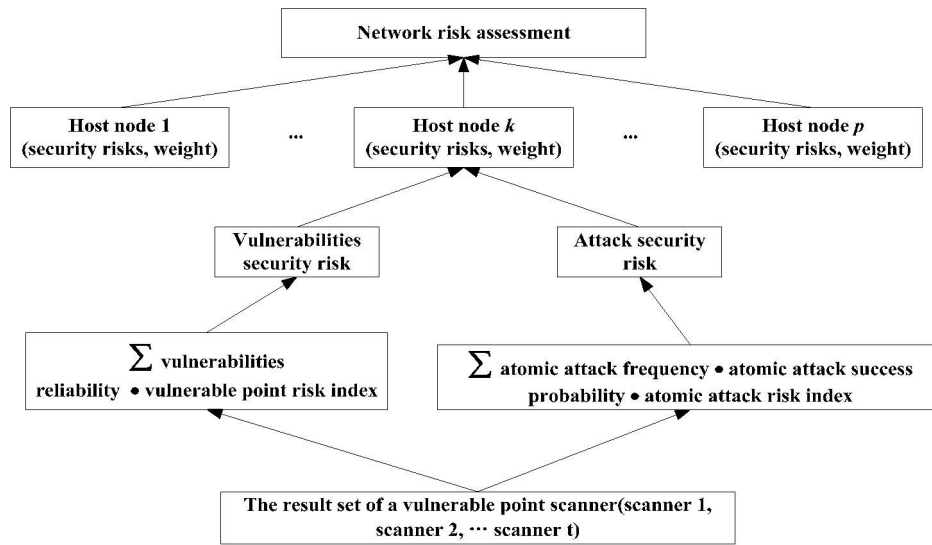 Network risk assessment
Host node 1
(security risks, weight)
...
Host node k
(security risks, weight)
...
Host node p
(security risks, weight)
Vulnerabilities
security risk
Attack security
risk
∑ vulnerabilities
reliability • vulnerable point risk index
∑ atomic attack frequency • atomic attack success
probability • atomic attack risk index
The result set of a vulnerable point scanner(scanner 1,
scanner 2, ··· scanner t)